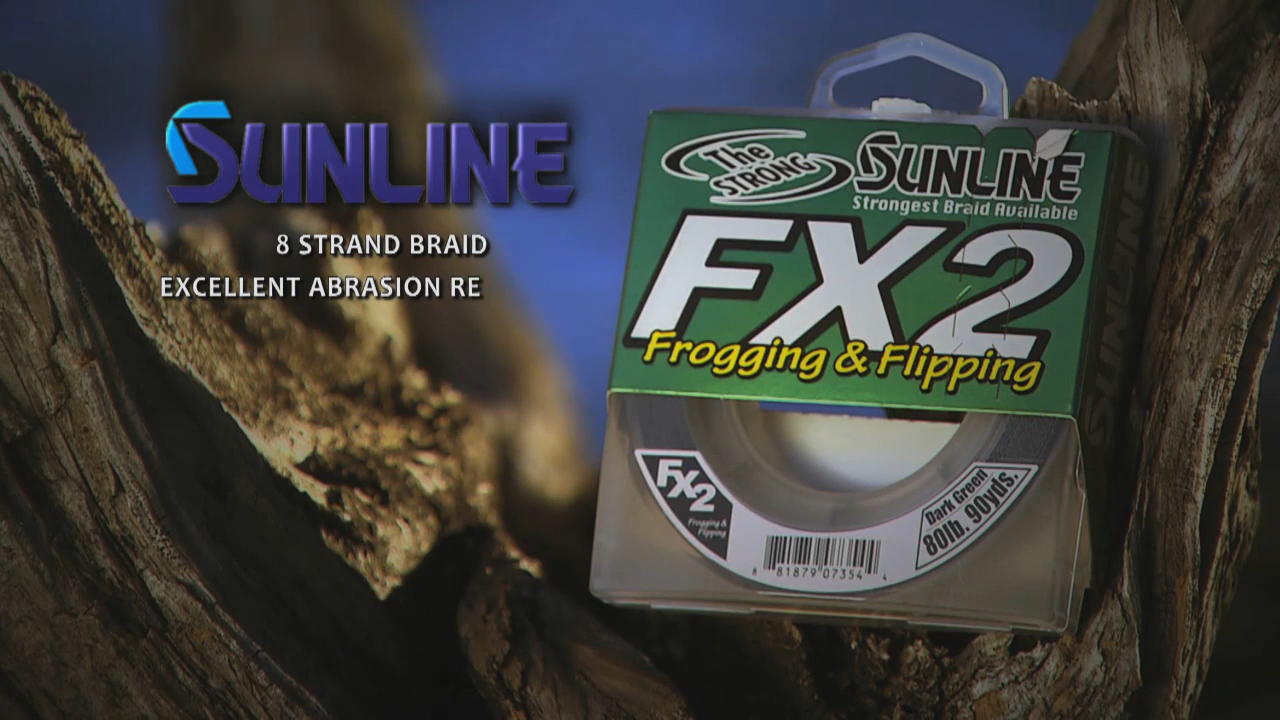 SUNLINE
8 STRAND BRAID
EXCELLENT ABRASION RE
The STRONG
SUNLINE
Strongest Braid Available
FX2
Frogging & Flipping
SUNLINE
SUNLINE
FX2
Frogging &
Flipping
Dark Green
80lb. 90yds.
8 81879 07354 4